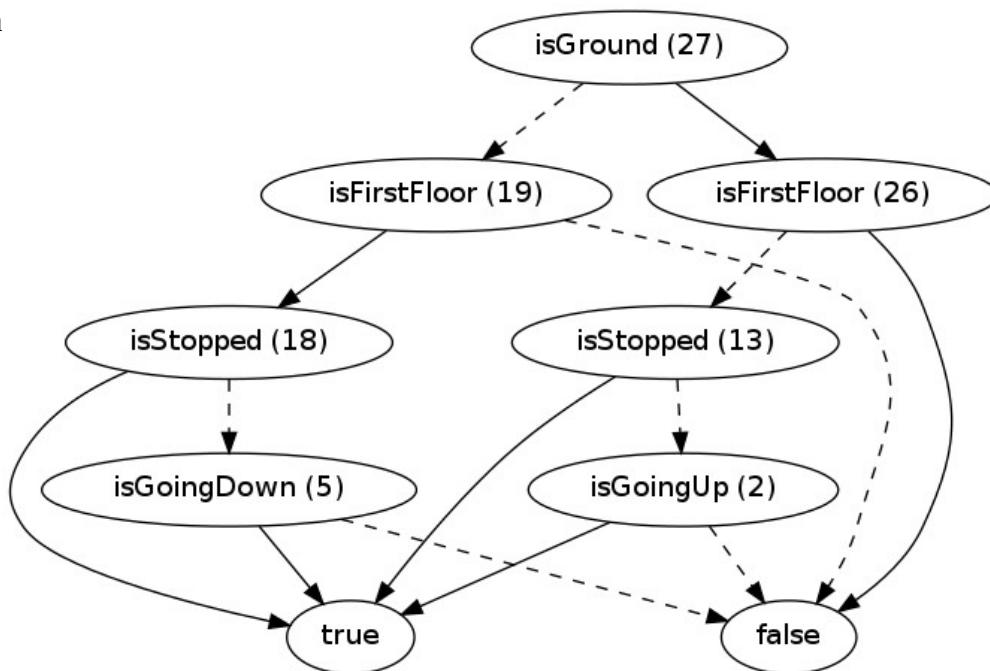 isGround (27)
isFirstFloor (19)
isFirstFloor (26)
isStopped (18)
isStopped (13)
isGoingDown (5)
isGoingUp (2)
true
false